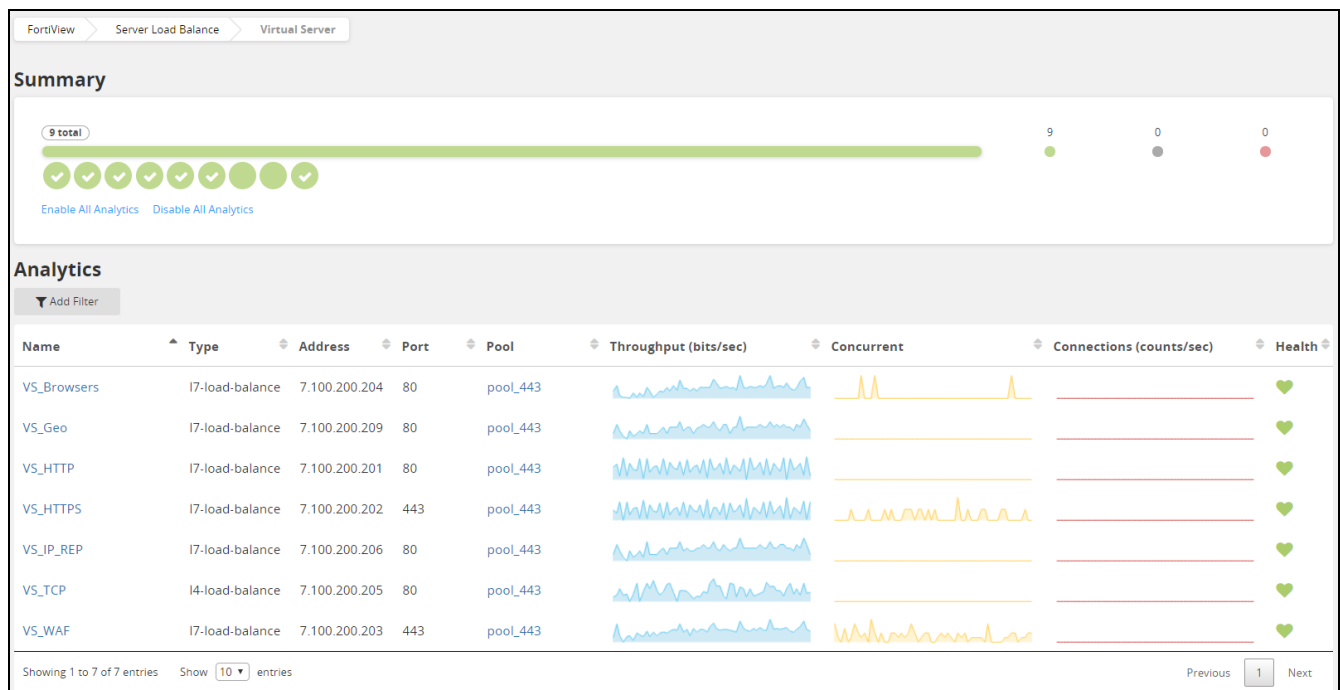 FortiView Server Load Balance Virtual Server
Summary
9 total 9 0 0
Enable All Analytics Disable All Analytics
Analytics
Add Filter
Name Type Address Port Pool Throughput (bits/sec) Concurrent Connections (counts/sec) Health
VS_Browsers l7-load-balance 7.100.200.204 80 pool_443
VS_Geo l7-load-balance 7.100.200.209 80 pool_443
VS_HTTP l7-load-balance 7.100.200.201 80 pool_443
VS_HTTPS l7-load-balance 7.100.200.202 443 pool_443
VS_IP_REP l7-load-balance 7.100.200.206 80 pool_443
VS_TCP l4-load-balance 7.100.200.205 80 pool_443
VS_WAF l7-load-balance 7.100.200.203 443 pool_443
Showing 1 to 7 of 7 entries Show 10 entries Previous 1 Next